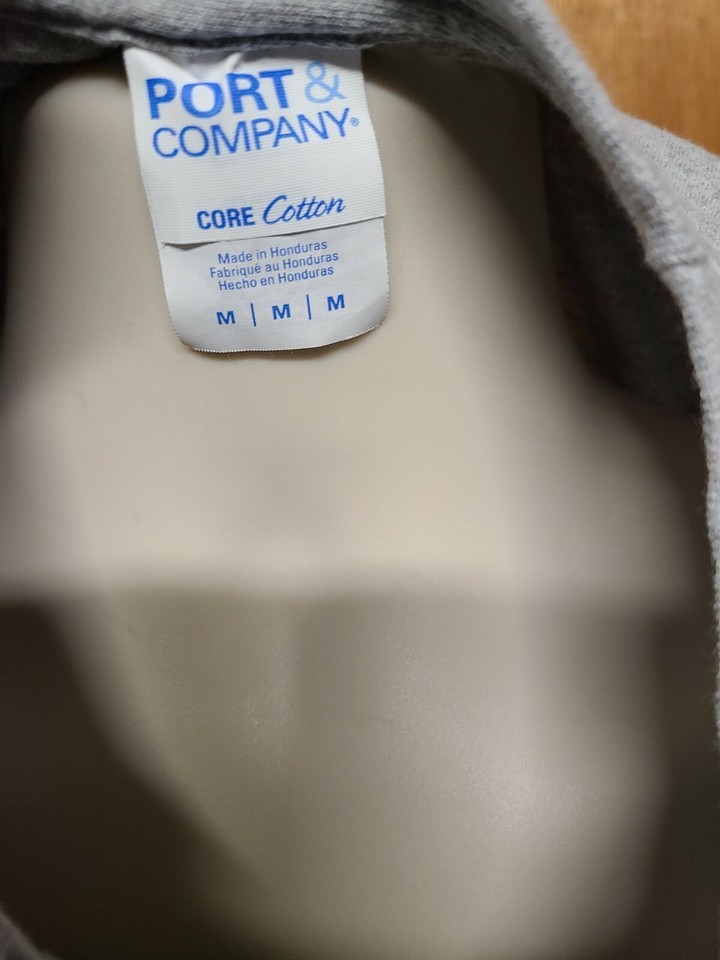 PORT &
COMPANY®
CORE Cotton
Made in Honduras
Fabriqué au Honduras
Hecho en Honduras
M | M | M